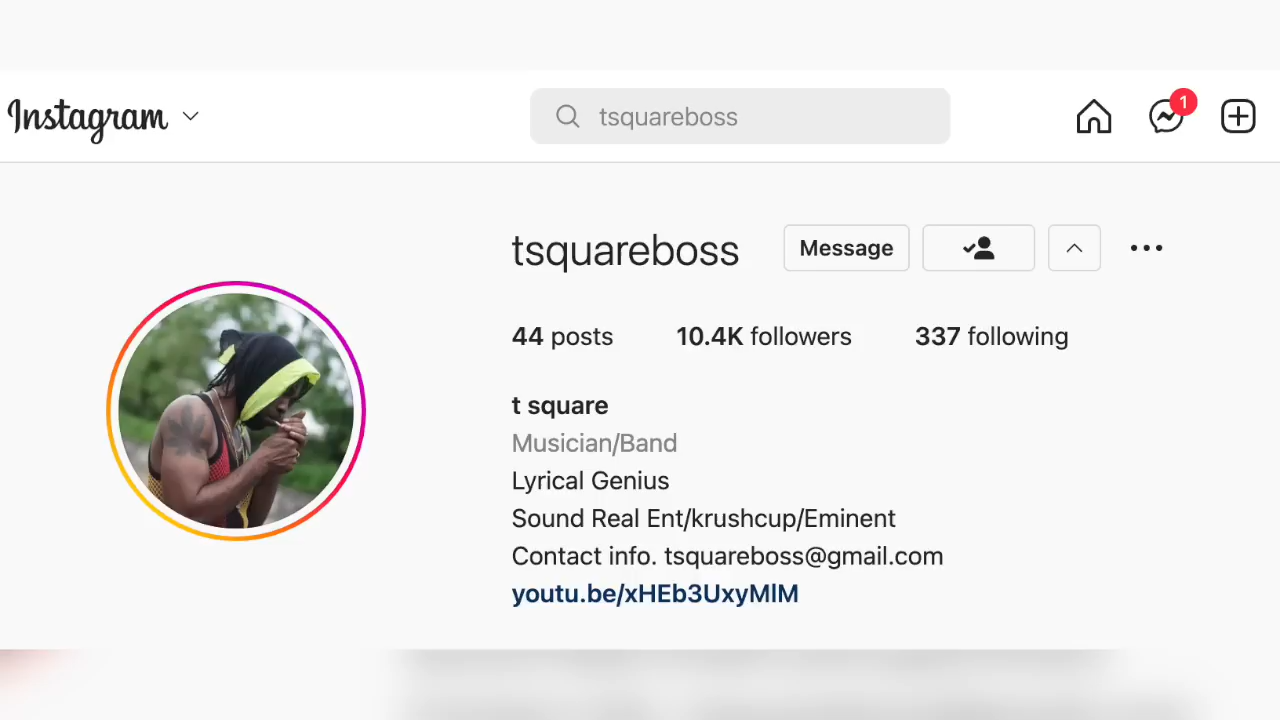 Instagram
tsquareboss
1
tsquareboss
Message
44 posts 10.4K followers 337 following
t square
Musician/Band
Lyrical Genius
Sound Real Ent/krushcup/Eminent
Contact info. tsquareboss@gmail.com
youtu.be/xHEb3UxyMlM